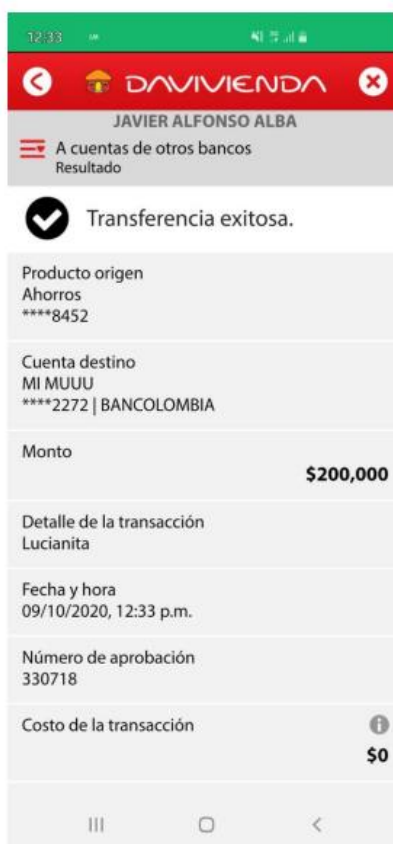 12:33
DAVIVIENDA
JAVIER ALFONSO ALBA
A cuentas de otros bancos
Resultado
Transferencia exitosa.
Producto origen
Ahorros
****8452
Cuenta destino
MI MUUU
****2272 | BANCOLOMBIA
Monto
$200,000
Detalle de la transacción
Lucianita
Fecha y hora
09/10/2020, 12:33 p.m.
Número de aprobación
330718
Costo de la transacción
$0